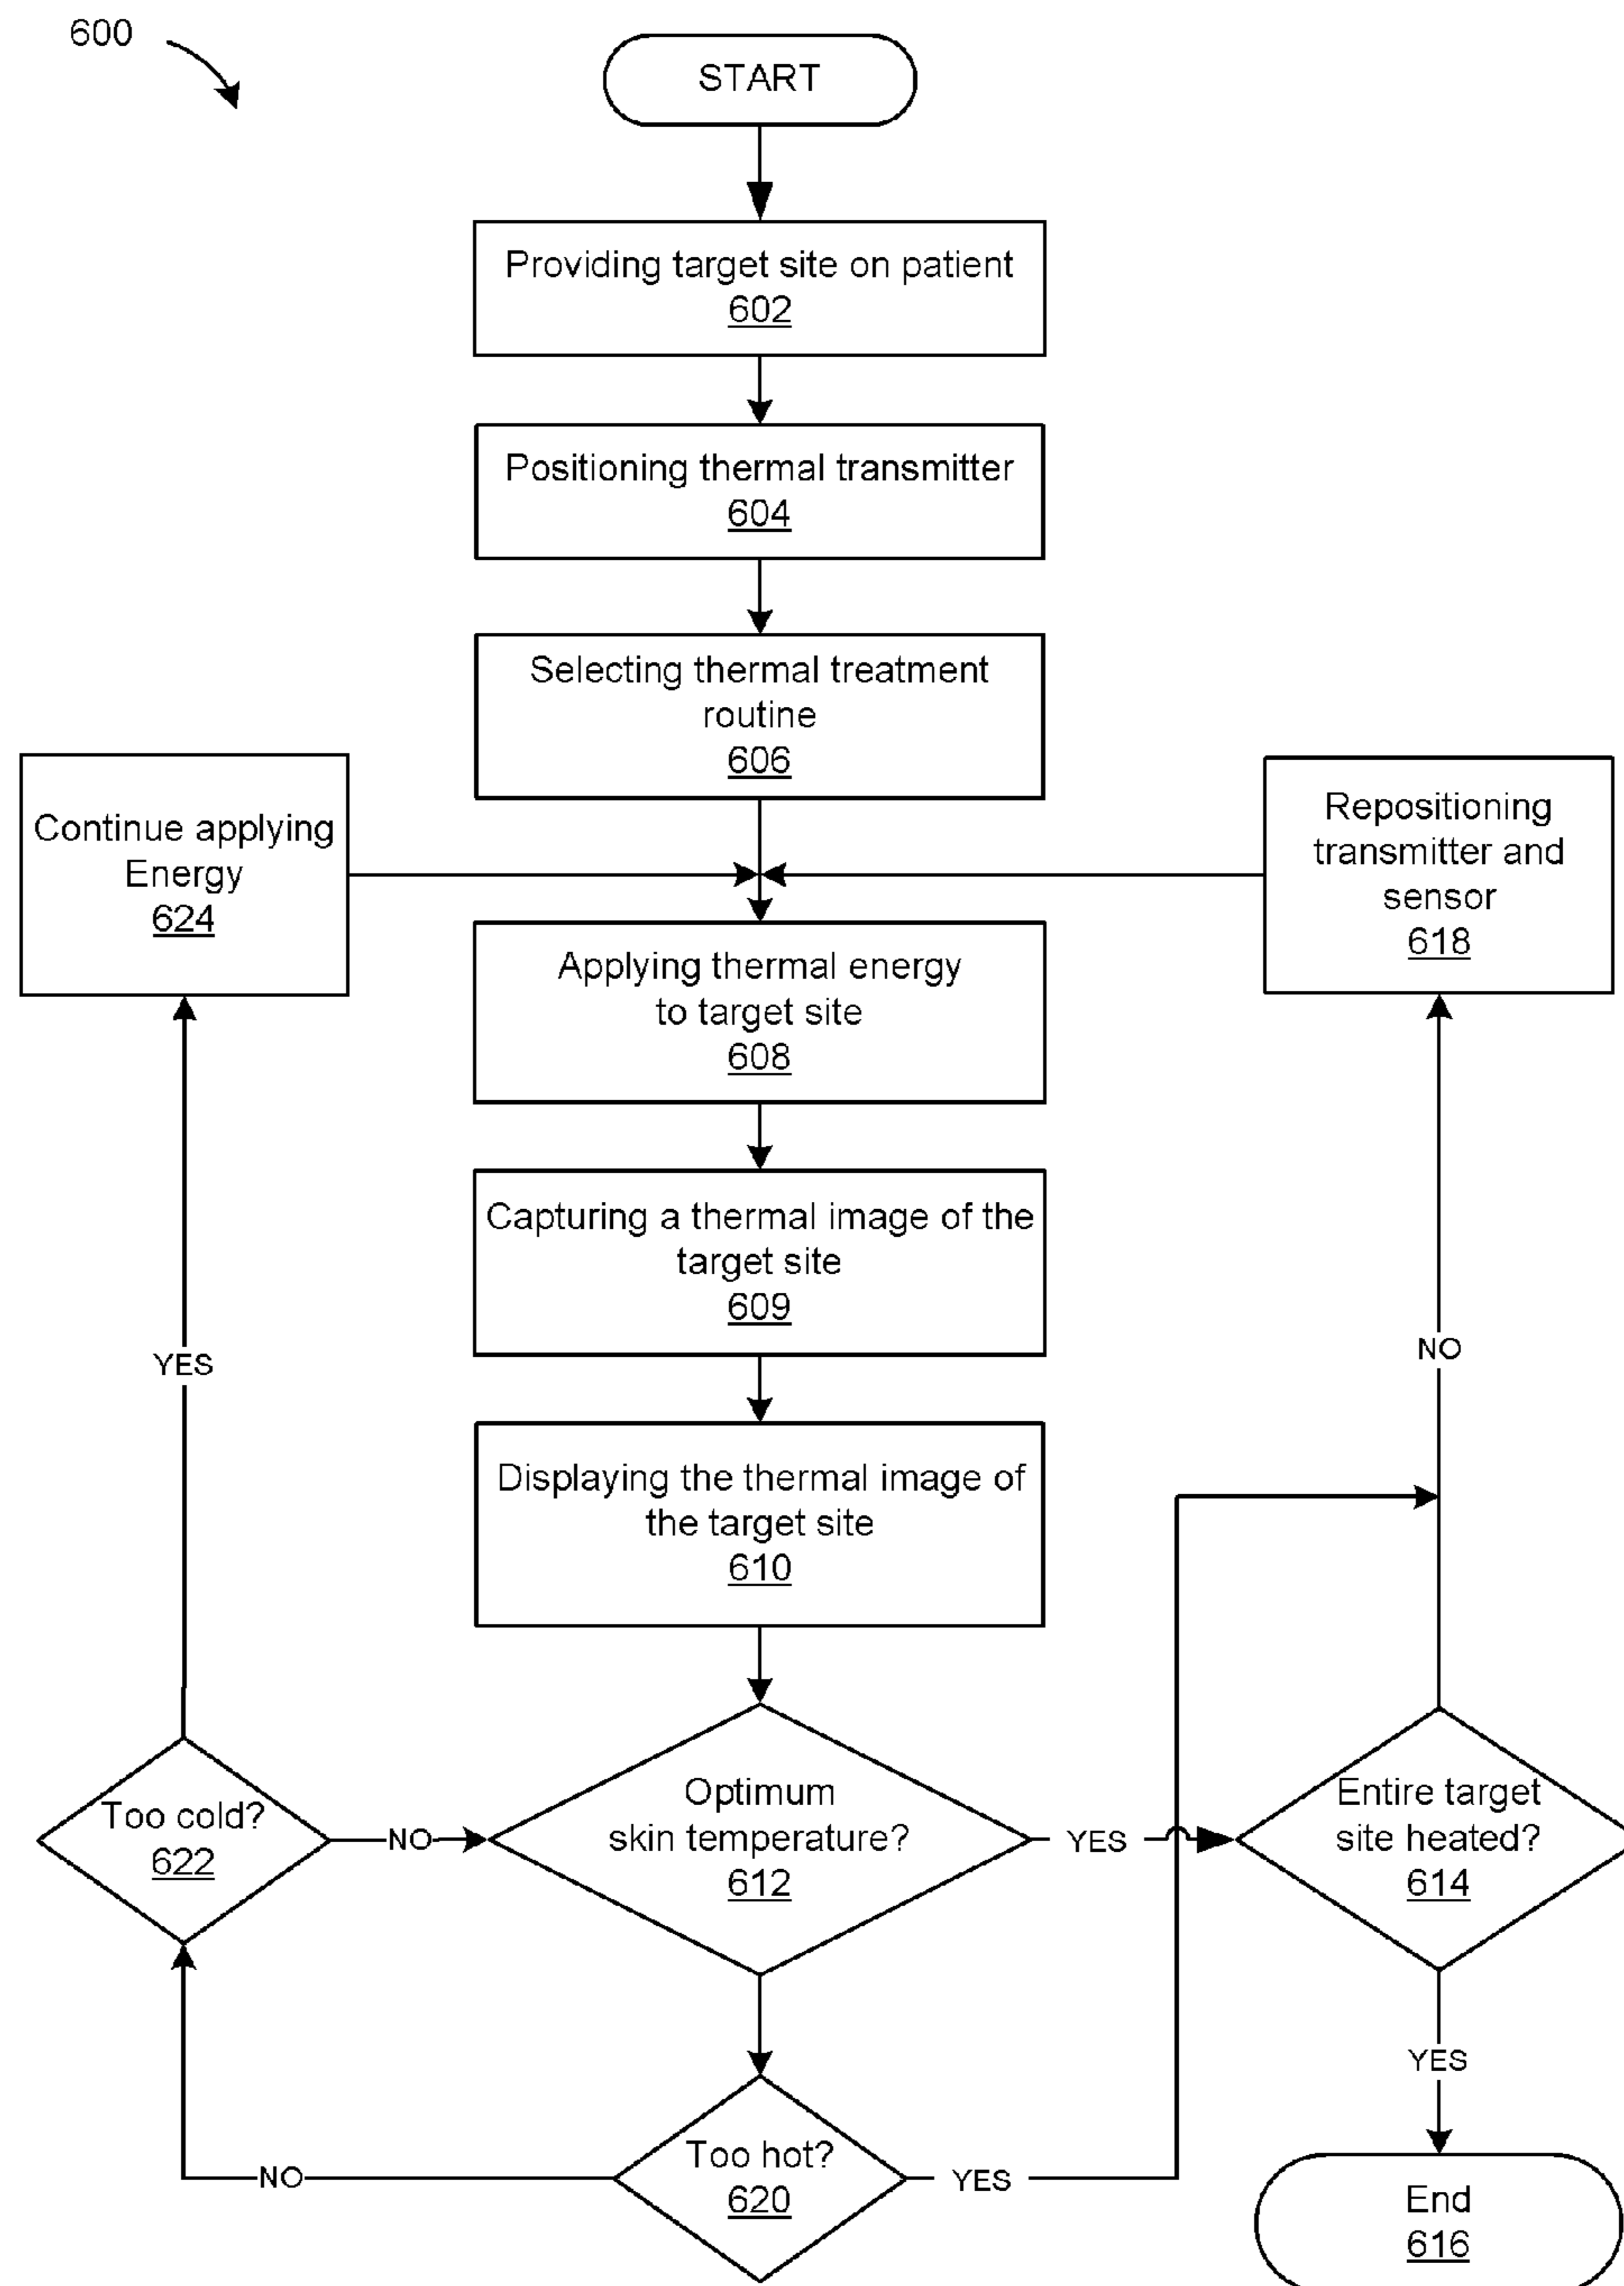 600
START
Providing target site on patient
602
Positioning thermal transmitter
604
Selecting thermal treatment
routine
606
Continue applying
Energy
624
Repositioning
transmitter and
sensor
618
Applying thermal energy
to target site
608
Capturing a thermal image of the
target site
609
YES
NO
Displaying the thermal image of
the target site
610
Too cold?
622
NO
Optimum
skin temperature?
612
YES
Entire target
site heated?
614
YES
NO
Too hot?
620
YES
End
616